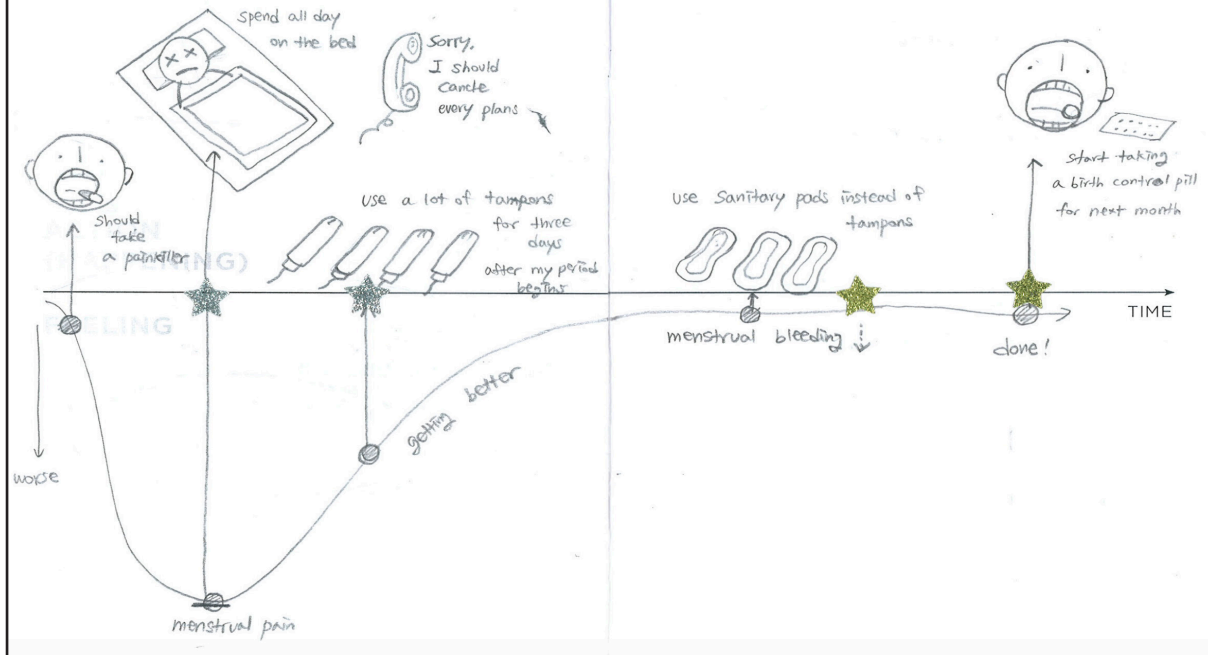 spend all day
on the bed
Sorry,
I should
cancle
every plans
should
take
a painkiller
use a lot of tampons
for three
days
after my period
begins
use sanitary pads instead of
tampons
start taking
a birth control pill
for next month
(HAPPENING)
FEELING
TIME
worse
menstrual pain
getting better
menstrual bleeding
done!